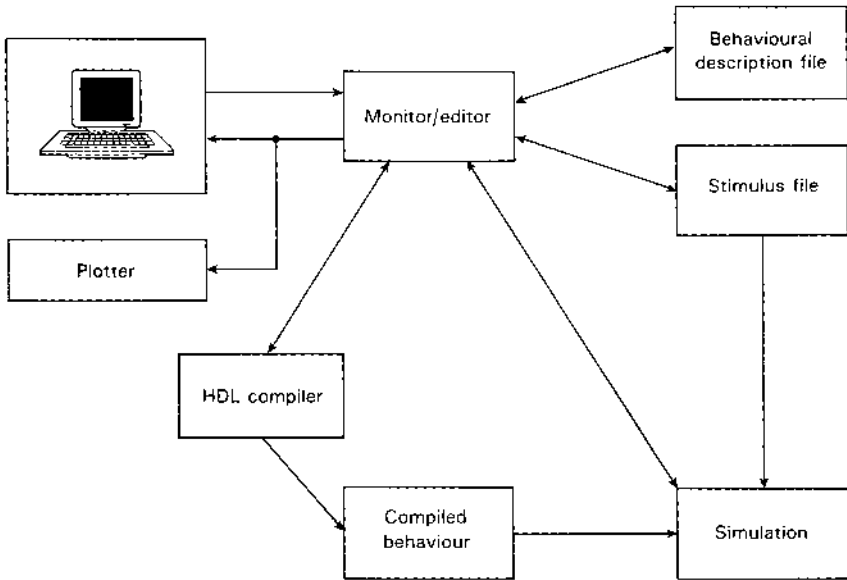 Behavioural
description file
Monitor/editor
Stimulus file
Plotter
HDL compiler
Compiled
behaviour
Simulation